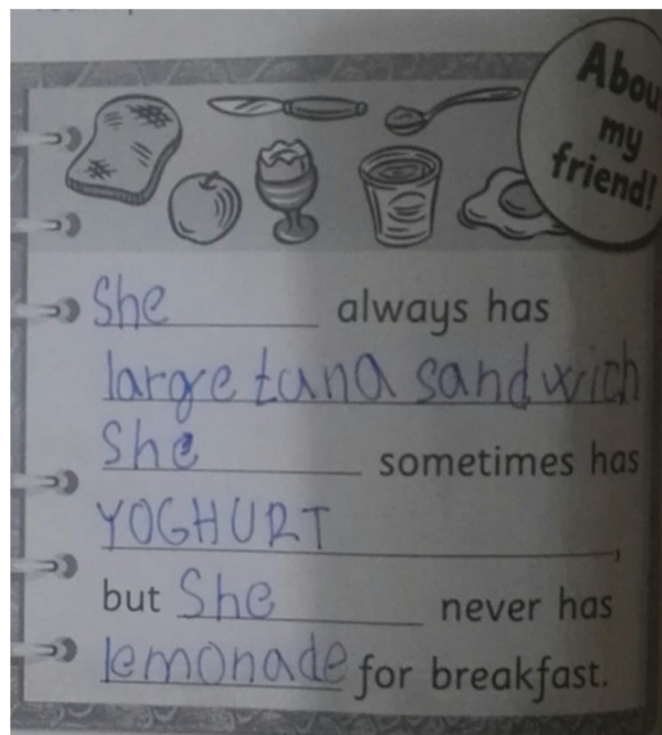 Abou
my
friend!
She always has
large tuna sandwich
She sometimes has
YOGHURT,
but She never has
lemonade for breakfast.